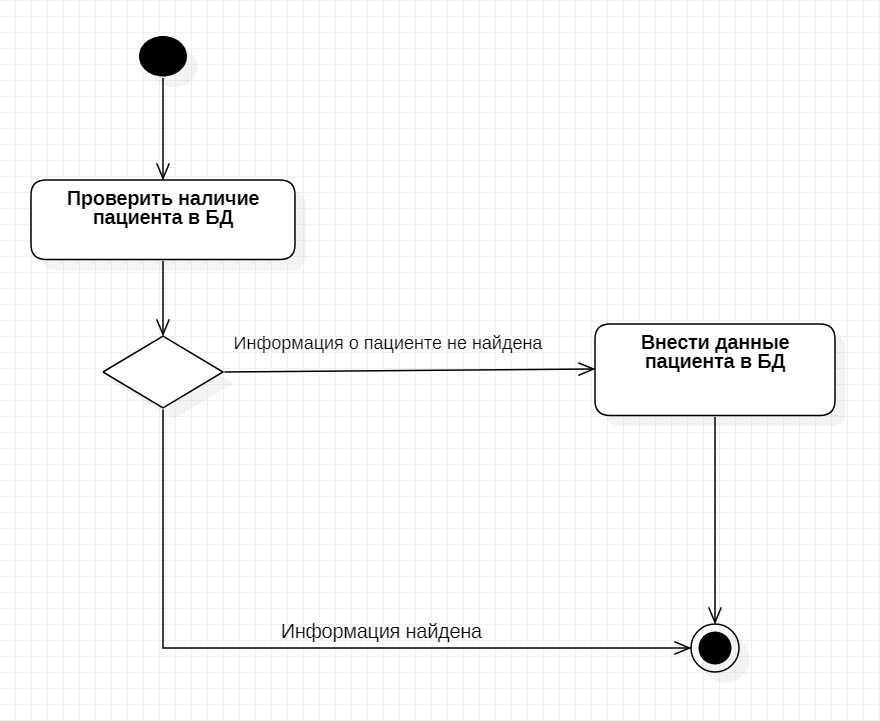 Проверить наличие
пациента в БД
Информация о пациенте не найдена
Внести данные
пациента в БД
Информация найдена